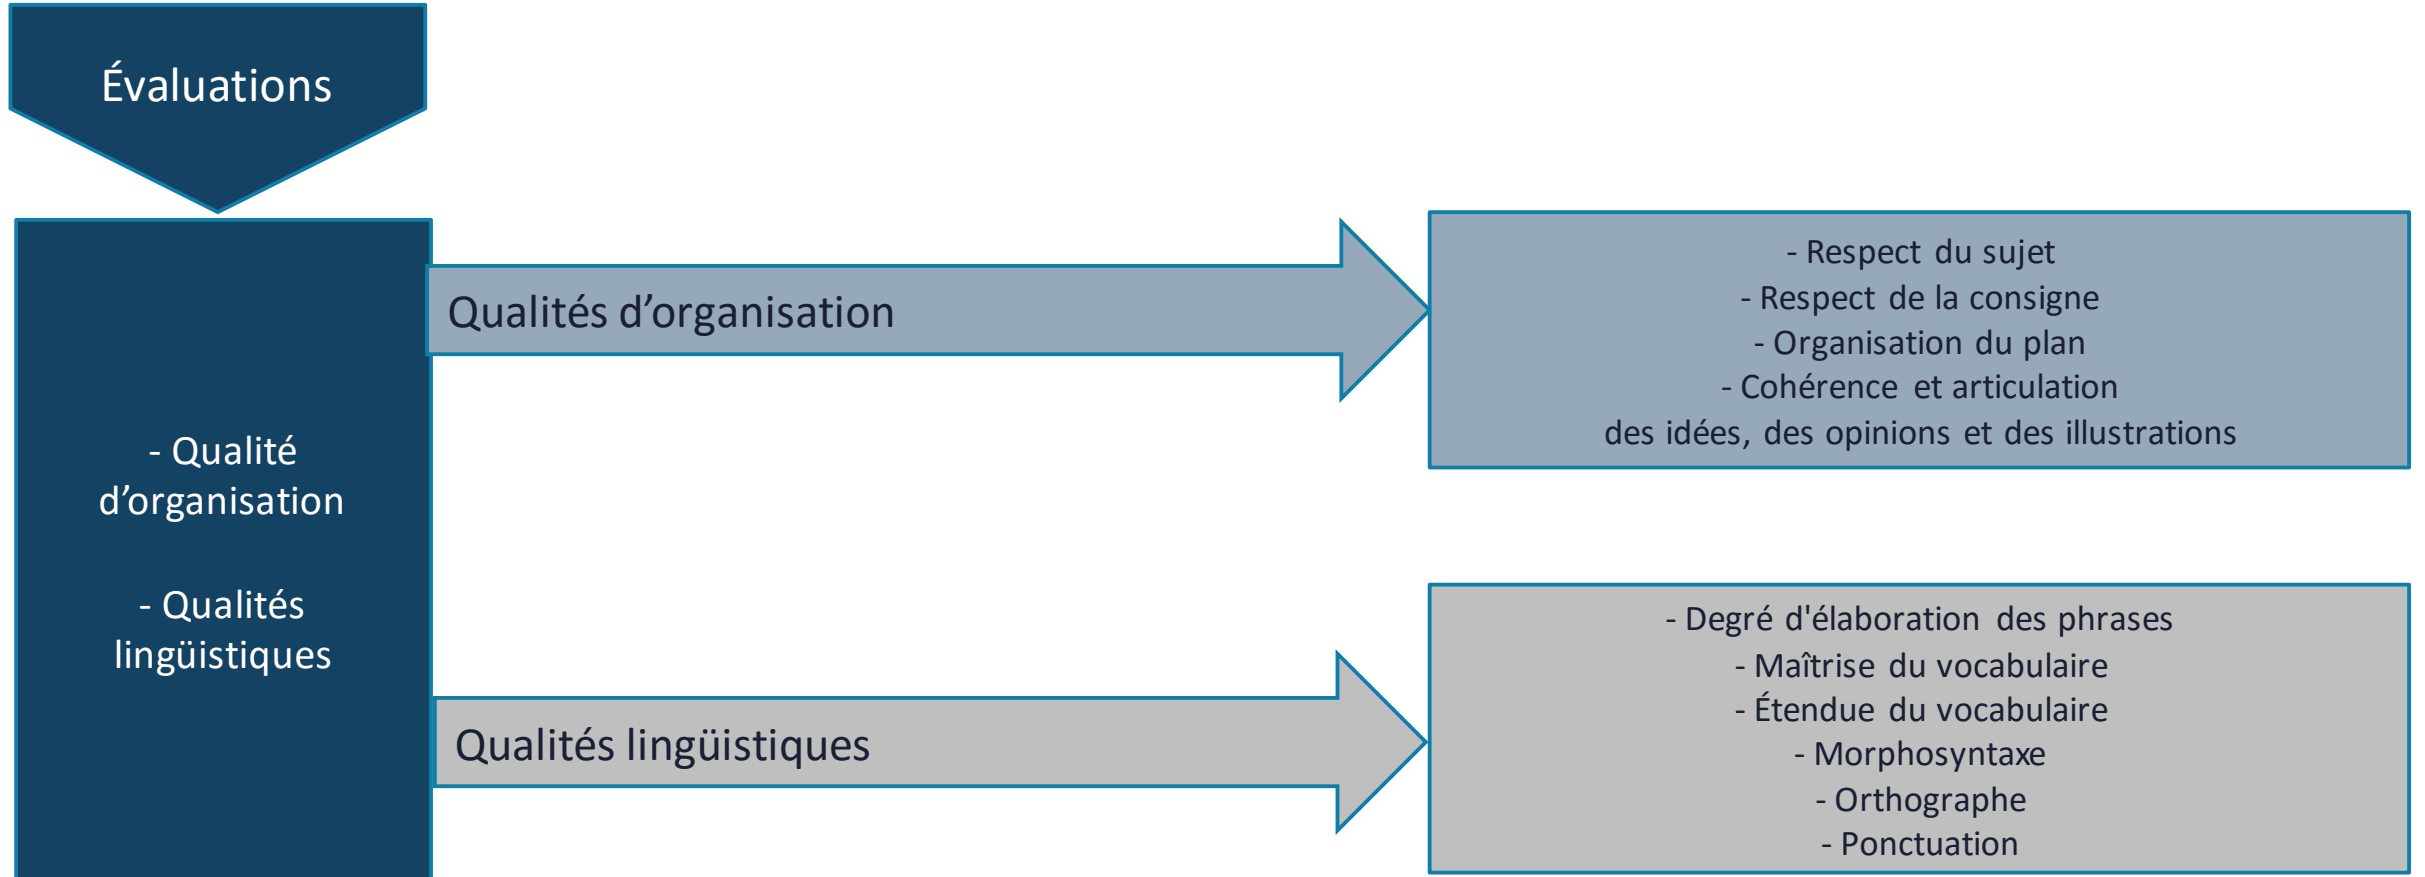 Évaluations
- Qualité
d’organisation
- Qualités
lingüistiques
Qualités d’organisation
- Respect du sujet
- Respect de la consigne
- Organisation du plan
- Cohérence et articulation
des idées, des opinions et des illustrations
Qualités lingüistiques
- Degré d'élaboration des phrases
- Maîtrise du vocabulaire
- Étendue du vocabulaire
- Morphosyntaxe
- Orthographe
- Ponctuation